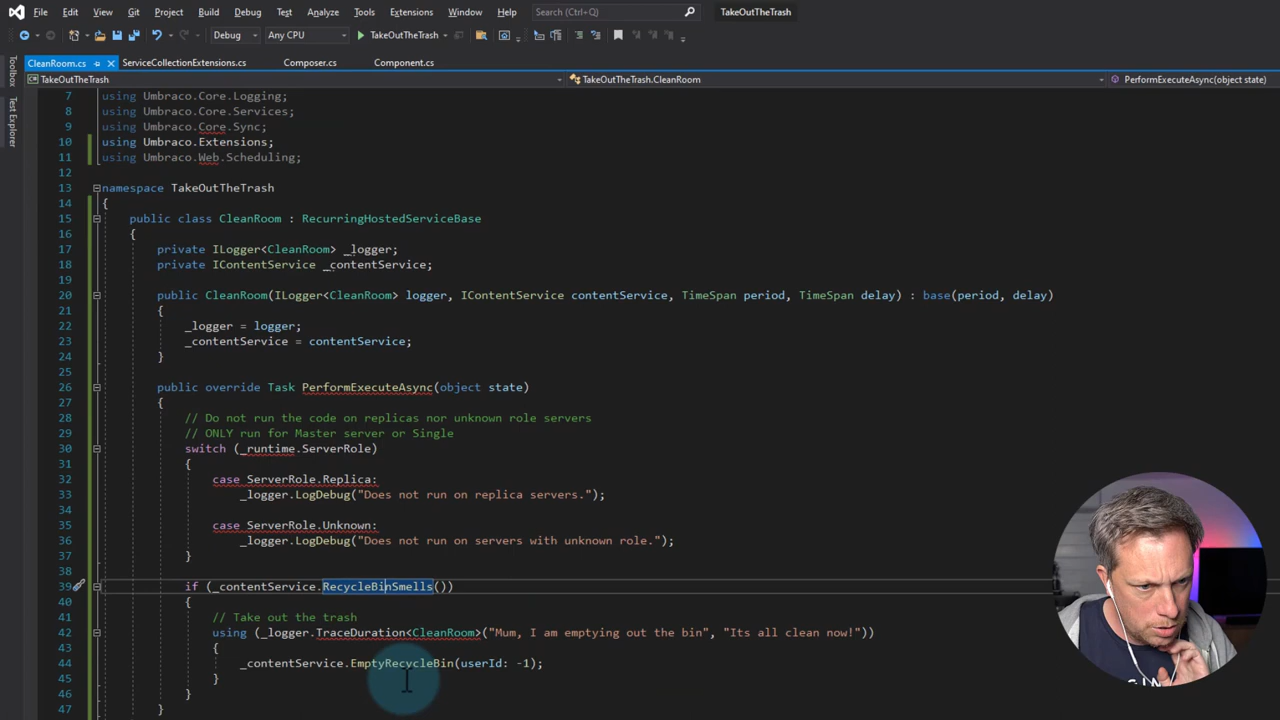 File Edit View Git Project Build Debug Test Analyze Tools Extensions Window Help Search (Ctrl+Q) TakeOutTheTrash
Debug Any CPU TakeOutTheTrash
CleanRoom.cs ServiceCollectionExtensions.cs Composer.cs Component.cs
TakeOutTheTrash TakeOutTheTrash.CleanRoom PerformExecuteAsync(object state)
Toolbox
Test Explorer
7 using Umbraco.Core.Logging;
8 using Umbraco.Core.Services;
9 using Umbraco.Core.Sync;
10 using Umbraco.Extensions;
11 using Umbraco.Web.Scheduling;
12
13 namespace TakeOutTheTrash
14 {
15 public class CleanRoom : RecurringHostedServiceBase
16 {
17 private ILogger<CleanRoom> _logger;
18 private IContentService _contentService;
19
20 public CleanRoom(ILogger<CleanRoom> logger, IContentService contentService, TimeSpan period, TimeSpan delay) : base(period, delay)
21 {
22 _logger = logger;
23 _contentService = contentService;
24 }
25
26 public override Task PerformExecuteAsync(object state)
27 {
28 // Do not run the code on replicas nor unknown role servers
29 // ONLY run for Master server or Single
30 switch (_runtime.ServerRole)
31 {
32 case ServerRole.Replica:
33 _logger.LogDebug("Does not run on replica servers.");
34
35 case ServerRole.Unknown:
36 _logger.LogDebug("Does not run on servers with unknown role.");
37 }
38
39 if (_contentService.RecycleBinSmells())
40 {
41 // Take out the trash
42 using (_logger.TraceDuration<CleanRoom>("Mum, I am emptying out the bin", "Its all clean now!"))
43 {
44 _contentService.EmptyRecycleBin(userId: -1);
45 }
46 }
47 }